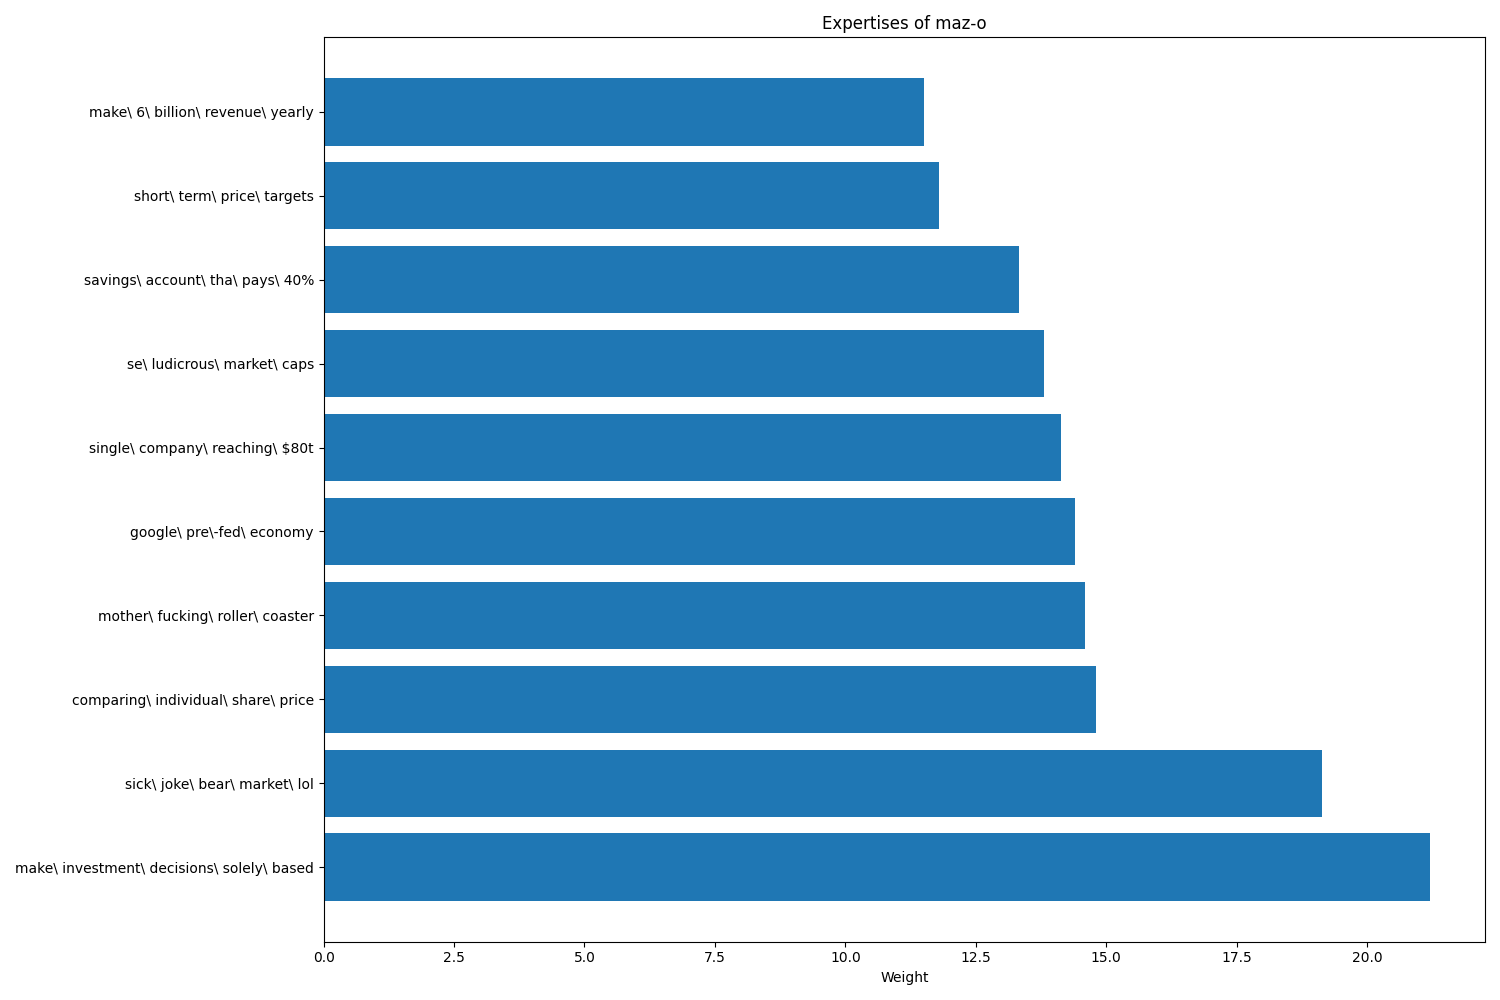 Expertises of maz-o
make\ 6\ billion\ revenue\ yearly
short\ term\ price\ targets
savings\ account\ tha\ pays\ 40%
se\ ludicrous\ market\ caps
single\ company\ reaching\ $80t
google\ pre\-fed\ economy
mother\ fucking\ roller\ coaster
comparing\ individual\ share\ price
sick\ joke\ bear\ market\ lol
make\ investment\ decisions\ solely\ based
0.0 2.5 5.0 7.5 10.0 12.5 15.0 17.5 20.0
Weight